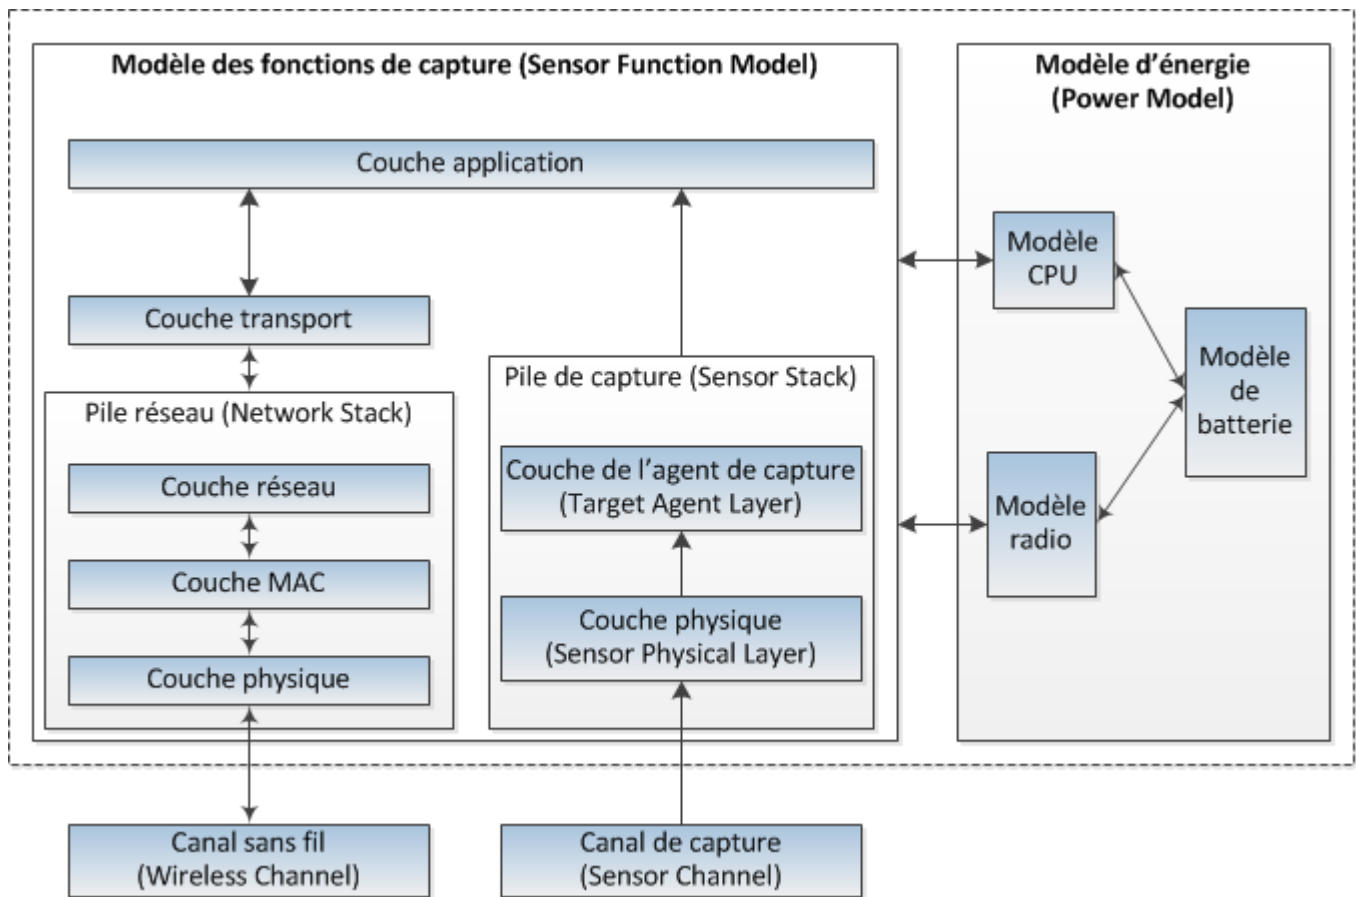 Modèle des fonctions de capture (Sensor Function Model)
Couche application
Couche transport
Pile réseau (Network Stack)
Couche réseau
Couche MAC
Couche physique
Pile de capture (Sensor Stack)
Couche de l'agent de capture
(Target Agent Layer)
Couche physique
(Sensor Physical Layer)
Modèle d'énergie
(Power Model)
Modèle
CPU
Modèle
de
batterie
Modèle
radio
Canal sans fil
(Wireless Channel)
Canal de capture
(Sensor Channel)